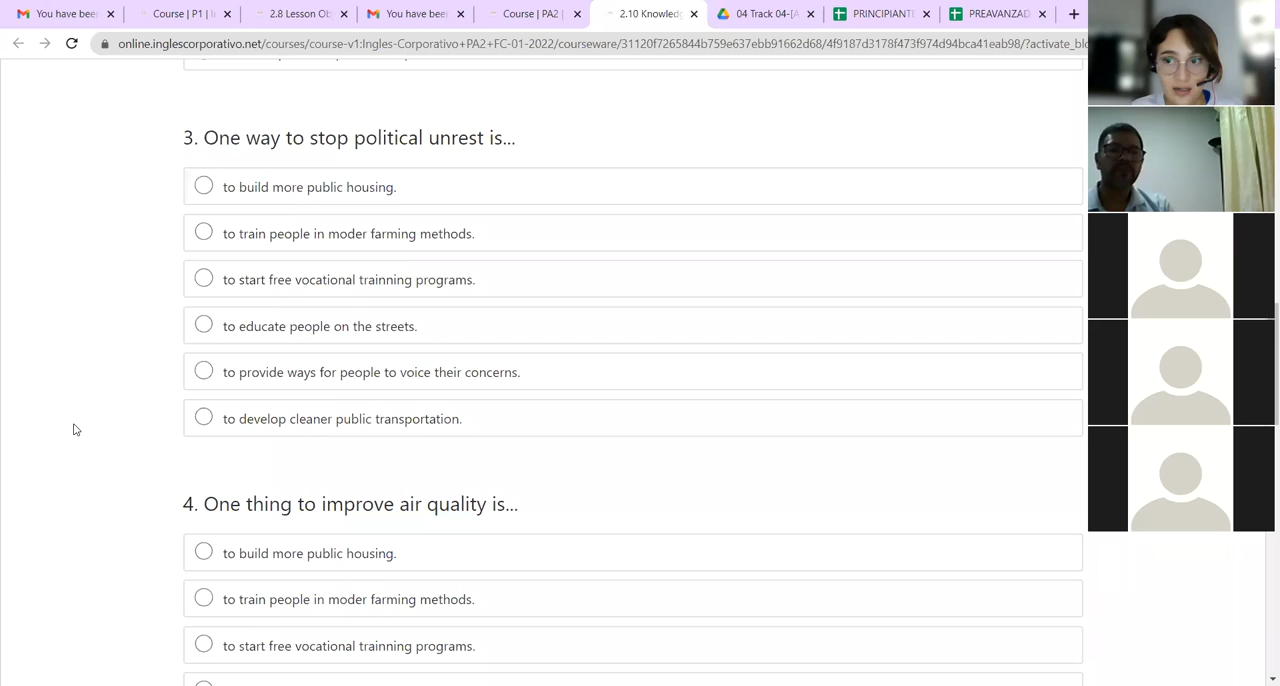 You have bee
Course | P1 | I
2.8 Lesson Ob
You have bee
Course | PA2 |
2.10 Knowled
04 Track 04-[A
PRINCIPIANT
PREAVANZAD
online.inglescorporativo.net/courses/course-v1:Ingles-Corporativo+PA2+FC-01-2022/courseware/31120f7265844b759e637ebb91662d68/4f9187d3178f473f974d94bca41eab98/?activate_blo
3. One way to stop political unrest is...
to build more public housing.
to train people in moder farming methods.
to start free vocational trainning programs.
to educate people on the streets.
to provide ways for people to voice their concerns.
to develop cleaner public transportation.
4. One thing to improve air quality is...
to build more public housing.
to train people in moder farming methods.
to start free vocational trainning programs.